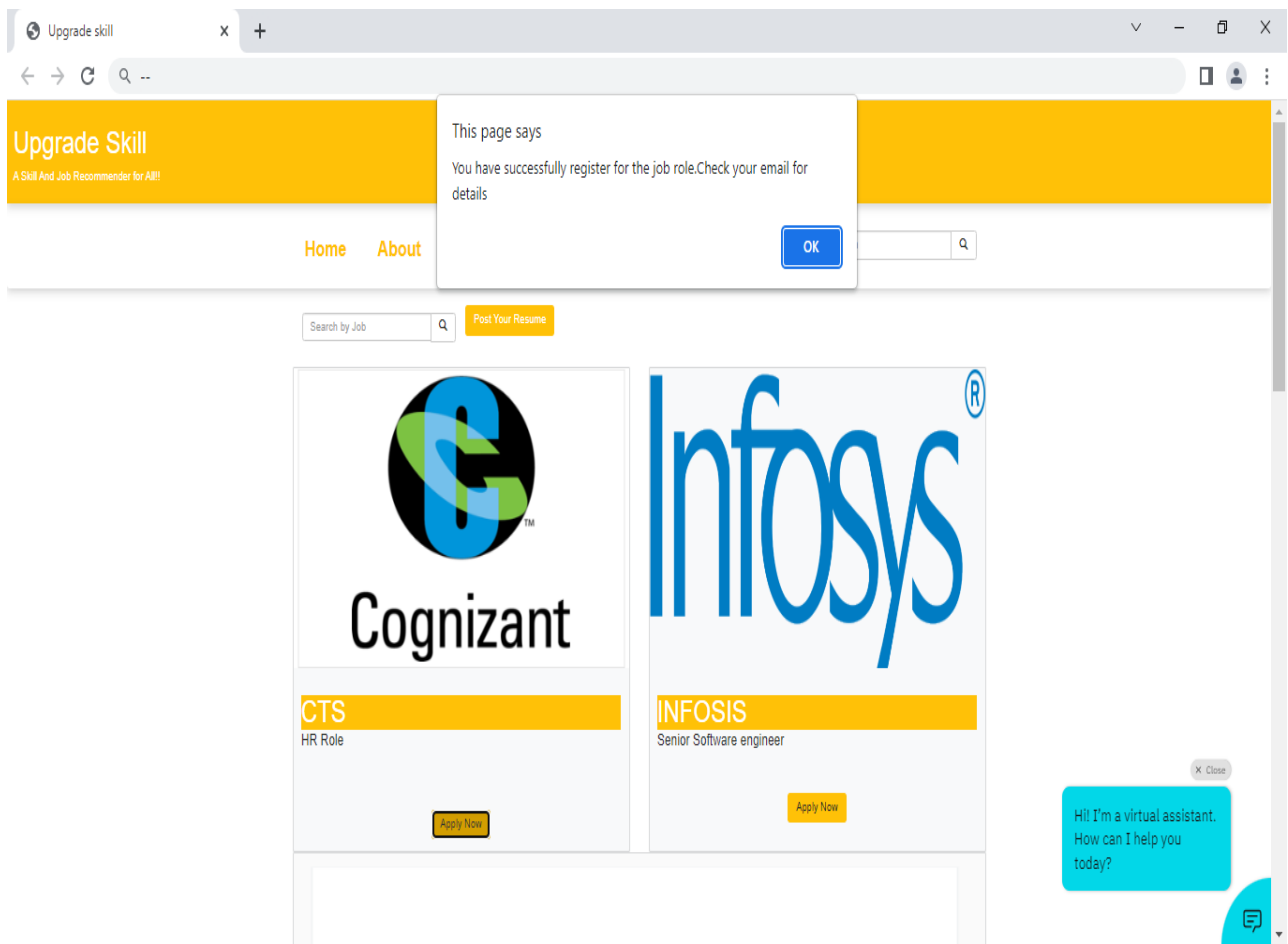 Upgrade skill
--
Upgrade Skill
A Skill And Job Recommender for All!!
This page says
You have successfully register for the job role.Check your email for
details
OK
Home About
Search by Job
Post Your Resume
Cognizant
TM
Infosys
®
CTS
HR Role
Apply Now
INFOSIS
Senior Software engineer
Apply Now
X Close
Hi! I'm a virtual assistant.
How can I help you
today?